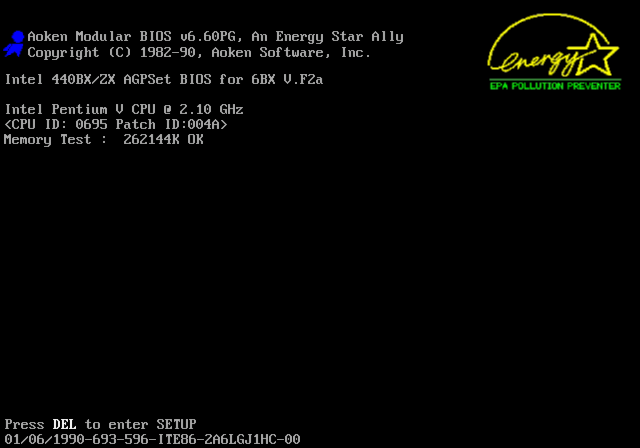 Aoken Modular BIOS v6.60PG, An Energy Star Ally
Copyright (C) 1982-90, Aoken Software, Inc.
energy
EPA POLLUTION PREVENTER
Intel 440BX/ZX AGPSet BIOS for 6BX V.F2a
Intel Pentium V CPU @ 2.10 GHz
<CPU ID: 0695 Patch ID:004A>
Memory Test :  262144K OK
Press DEL to enter SETUP
01/06/1990-693-596-ITE86-2A6LGJ1HC-00